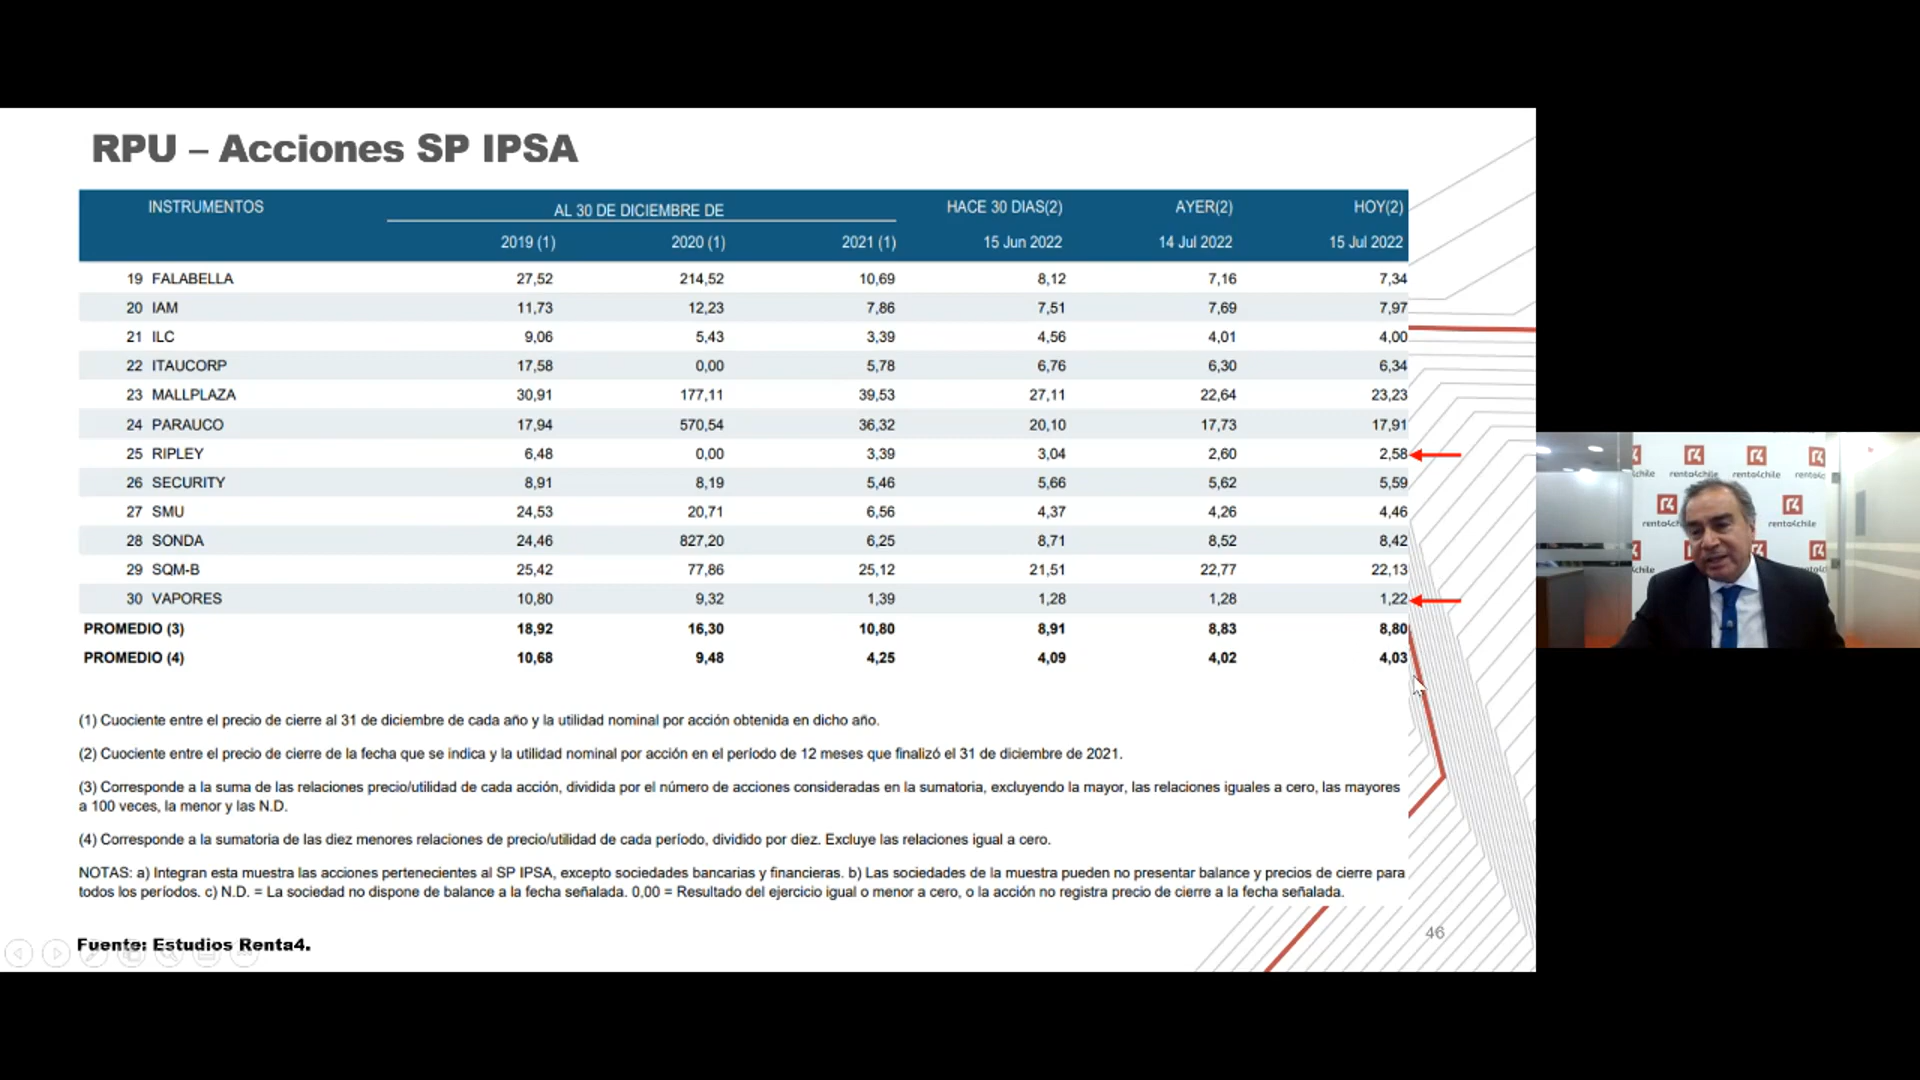 RPU – Acciones SP IPSA
INSTRUMENTOS AL 30 DE DICIEMBRE DE HACE 30 DIAS(2) AYER(2) HOY(2)
2019 (1) 2020 (1) 2021 (1) 15 Jun 2022 14 Jul 2022 15 Jul 2022
19 FALABELLA 27,52 214,52 10,69 8,12 7,16 7,34
20 IAM 11,73 12,23 7,86 7,51 7,69 7,97
21 ILC 9,06 5,43 3,39 4,56 4,01 4,00
22 ITAUCORP 17,58 0,00 5,78 6,76 6,30 6,34
23 MALLPLAZA 30,91 177,11 39,53 27,11 22,64 23,23
24 PARAUCO 17,94 570,54 36,32 20,10 17,73 17,91
25 RIPLEY 6,48 0,00 3,39 3,04 2,60 2,58
26 SECURITY 8,91 8,19 5,46 5,66 5,62 5,59
27 SMU 24,53 20,71 6,56 4,37 4,26 4,46
28 SONDA 24,46 827,20 6,25 8,71 8,52 8,42
29 SQM-B 25,42 77,86 25,12 21,51 22,77 22,13
30 VAPORES 10,80 9,32 1,39 1,28 1,28 1,22
PROMEDIO (3) 18,92 16,30 10,80 8,91 8,83 8,80
PROMEDIO (4) 10,68 9,48 4,25 4,09 4,02 4,03
(1) Cuociente entre el precio de cierre al 31 de diciembre de cada año y la utilidad nominal por acción obtenida en dicho año.
(2) Cuociente entre el precio de cierre de la fecha que se indica y la utilidad nominal por acción en el período de 12 meses que finalizó el 31 de diciembre de 2021.
(3) Corresponde a la suma de las relaciones precio/utilidad de cada acción, dividida por el número de acciones consideradas en la sumatoria, excluyendo la mayor, las relaciones iguales a cero, las mayores
a 100 veces, la menor y las N.D.
(4) Corresponde a la sumatoria de las diez menores relaciones de precio/utilidad de cada período, dividido por diez. Excluye las relaciones igual a cero.
NOTAS: a) Integran esta muestra las acciones pertenecientes al SP IPSA, excepto sociedades bancarias y financieras. b) Las sociedades de la muestra pueden no presentar balance y precios de cierre para
todos los períodos. c) N.D. = La sociedad no dispone de balance a la fecha señalada. 0,00 = Resultado del ejercicio igual o menor a cero, o la acción no registra precio de cierre a la fecha señalada.
Fuente: Estudios Renta4.
46
renta4chile renta4chile
renta4chile